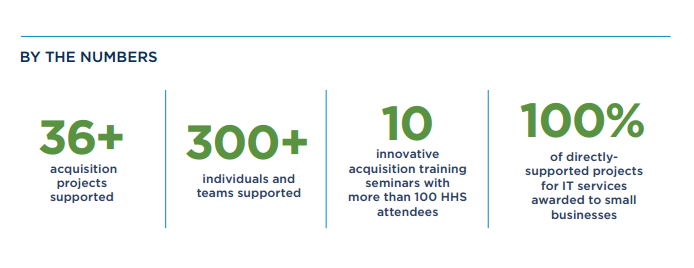 BY THE NUMBERS
36+
acquisition
projects
supported
300+
individuals and
teams supported
10
innovative
acquisition training
seminars with
more than 100 HHS
attendees
100%
of directly-
supported projects
for IT services
awarded to small
businesses